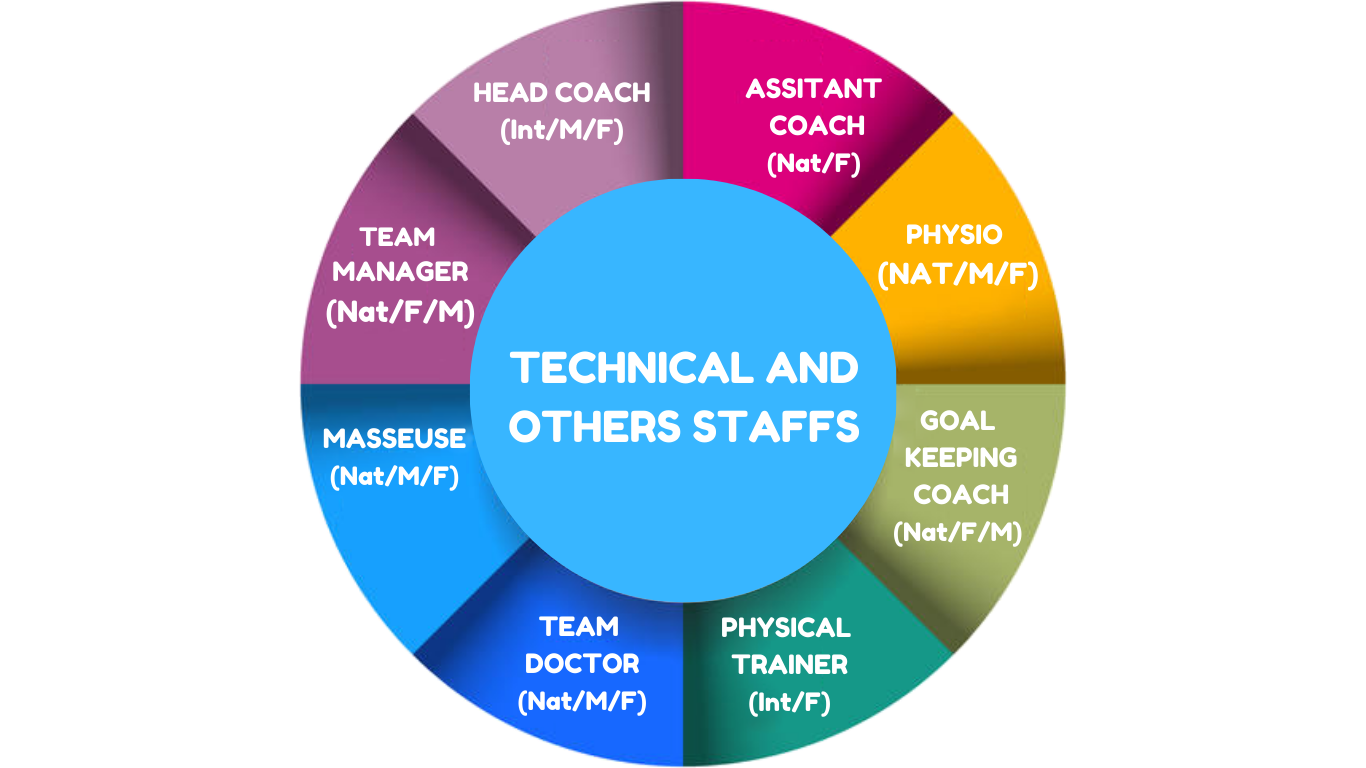 HEAD COACH
(Int/M/F)
ASSITANT
COACH
(Nat/F)
PHYSIO
(NAT/M/F)
GOAL
KEEPING
COACH
(Nat/F/M)
PHYSICAL
TRAINER
(Int/F)
TEAM
DOCTOR
(Nat/M/F)
MASSEUSE
(Nat/M/F)
TEAM
MANAGER
(Nat/F/M)
TECHNICAL AND
OTHERS STAFFS